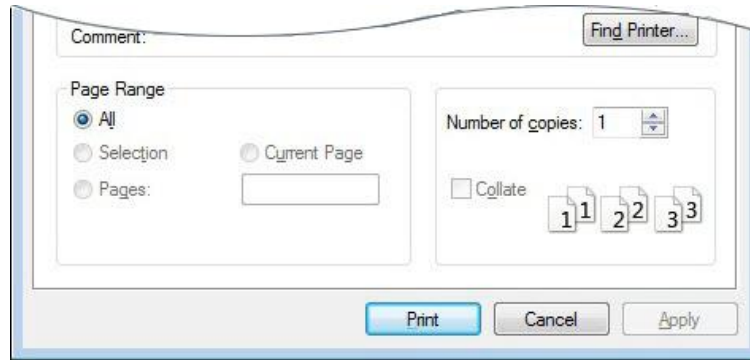 Comment:
Find Printer...
Page Range
All
Selection
Current Page
Pages:
Number of copies: 1
Collate
1 1 2 2 3 3
Print
Cancel
Apply